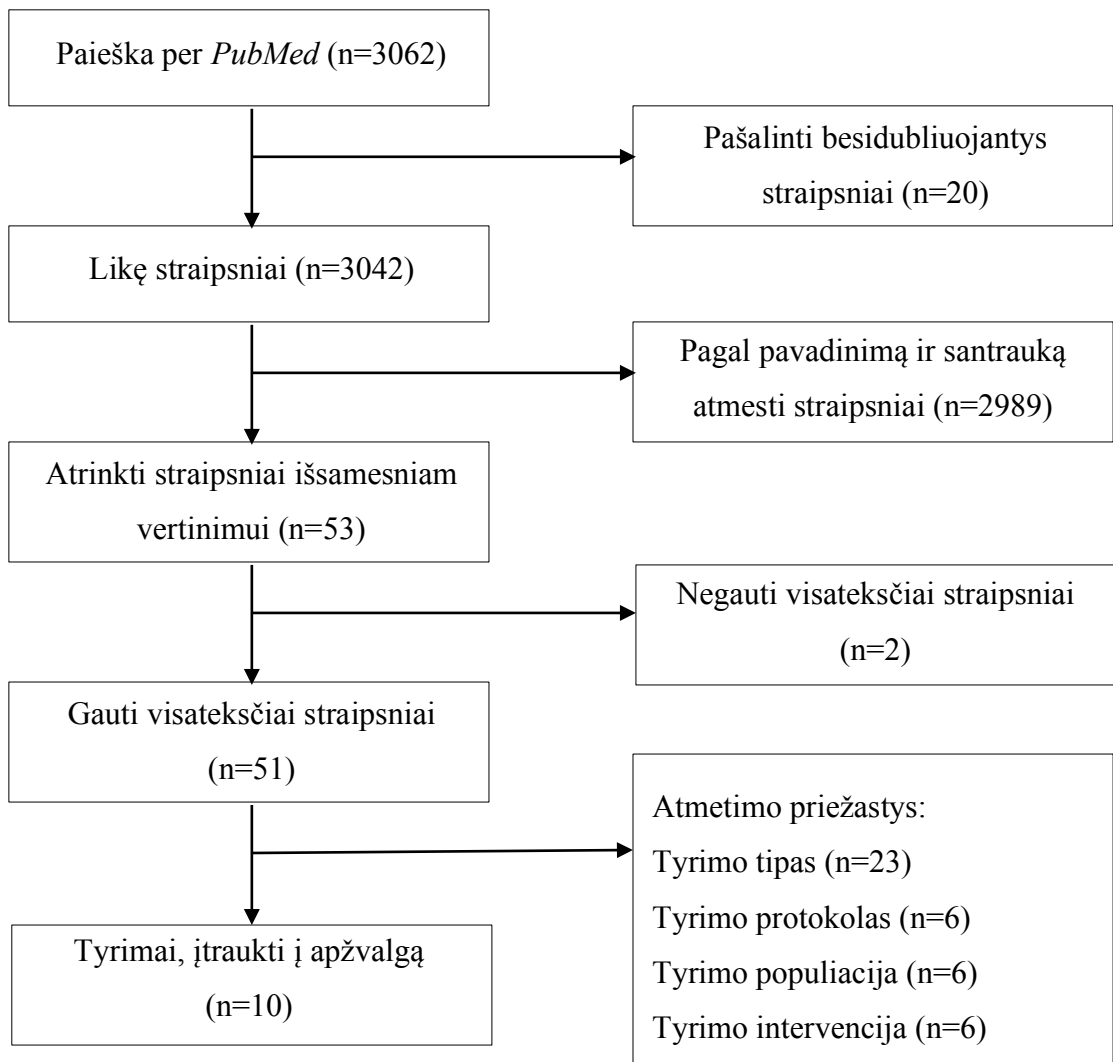 Paieška per PubMed (n=3062)
Pašalinti besidubliuojantys
straipsniai (n=20)
Likę straipsniai (n=3042)
Pagal pavadinimą ir santrauką
atmesti straipsniai (n=2989)
Atrinkti straipsniai išsamesniam
vertinimui (n=53)
Negauti visateksčiai straipsniai
(n=2)
Gauti visateksčiai straipsniai
(n=51)
Atmetimo priežastys:
Tyrimo tipas (n=23)
Tyrimo protokolas (n=6)
Tyrimo populiacija (n=6)
Tyrimo intervencija (n=6)
Tyrimai, įtraukti į apžvalgą
(n=10)